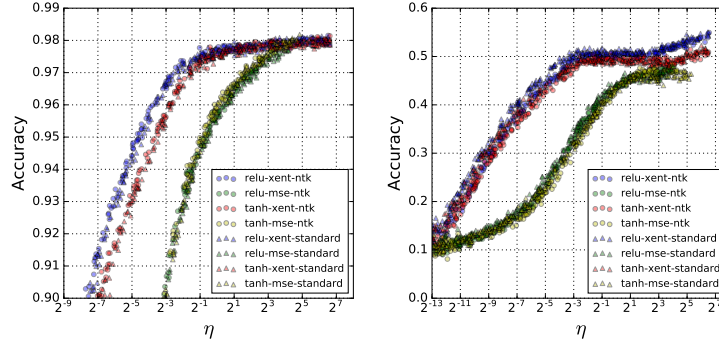 0.99
0.98
0.97
0.96
0.95
0.94
0.93
0.92
0.91
0.90
Accuracy
2^-9 2^-7 2^-5 2^-3 2^-1 2^1 2^3 2^5 2^7
η
relu-xent-ntk
relu-mse-ntk
tanh-xent-ntk
tanh-mse-ntk
relu-xent-standard
relu-mse-standard
tanh-xent-standard
tanh-mse-standard
0.6
0.5
0.4
0.3
0.2
0.1
0.0
Accuracy
2^-13 2^-11 2^-9 2^-7 2^-5 2^-3 2^-1 2^1 2^3 2^5 2^7
η
relu-xent-ntk
relu-mse-ntk
tanh-xent-ntk
tanh-mse-ntk
relu-xent-standard
relu-mse-standard
tanh-xent-standard
tanh-mse-standard